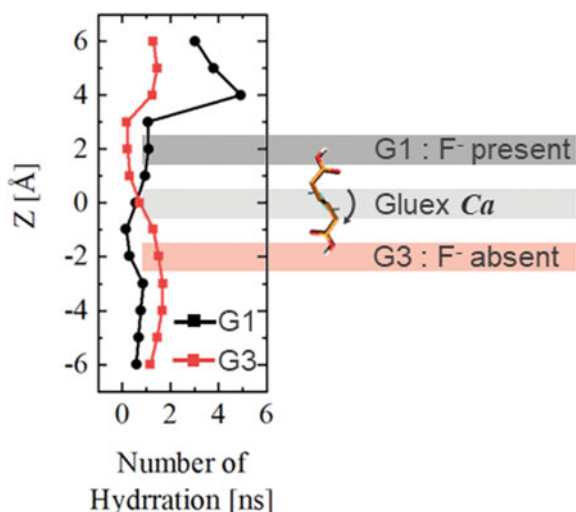 6
4
2
0
-2
-4
-6
Z [Å]
G1 : F⁻ present
Gluex Ca
G3 : F⁻ absent
G1
G3
0 2 4 6
Number of
Hydrration [ns]